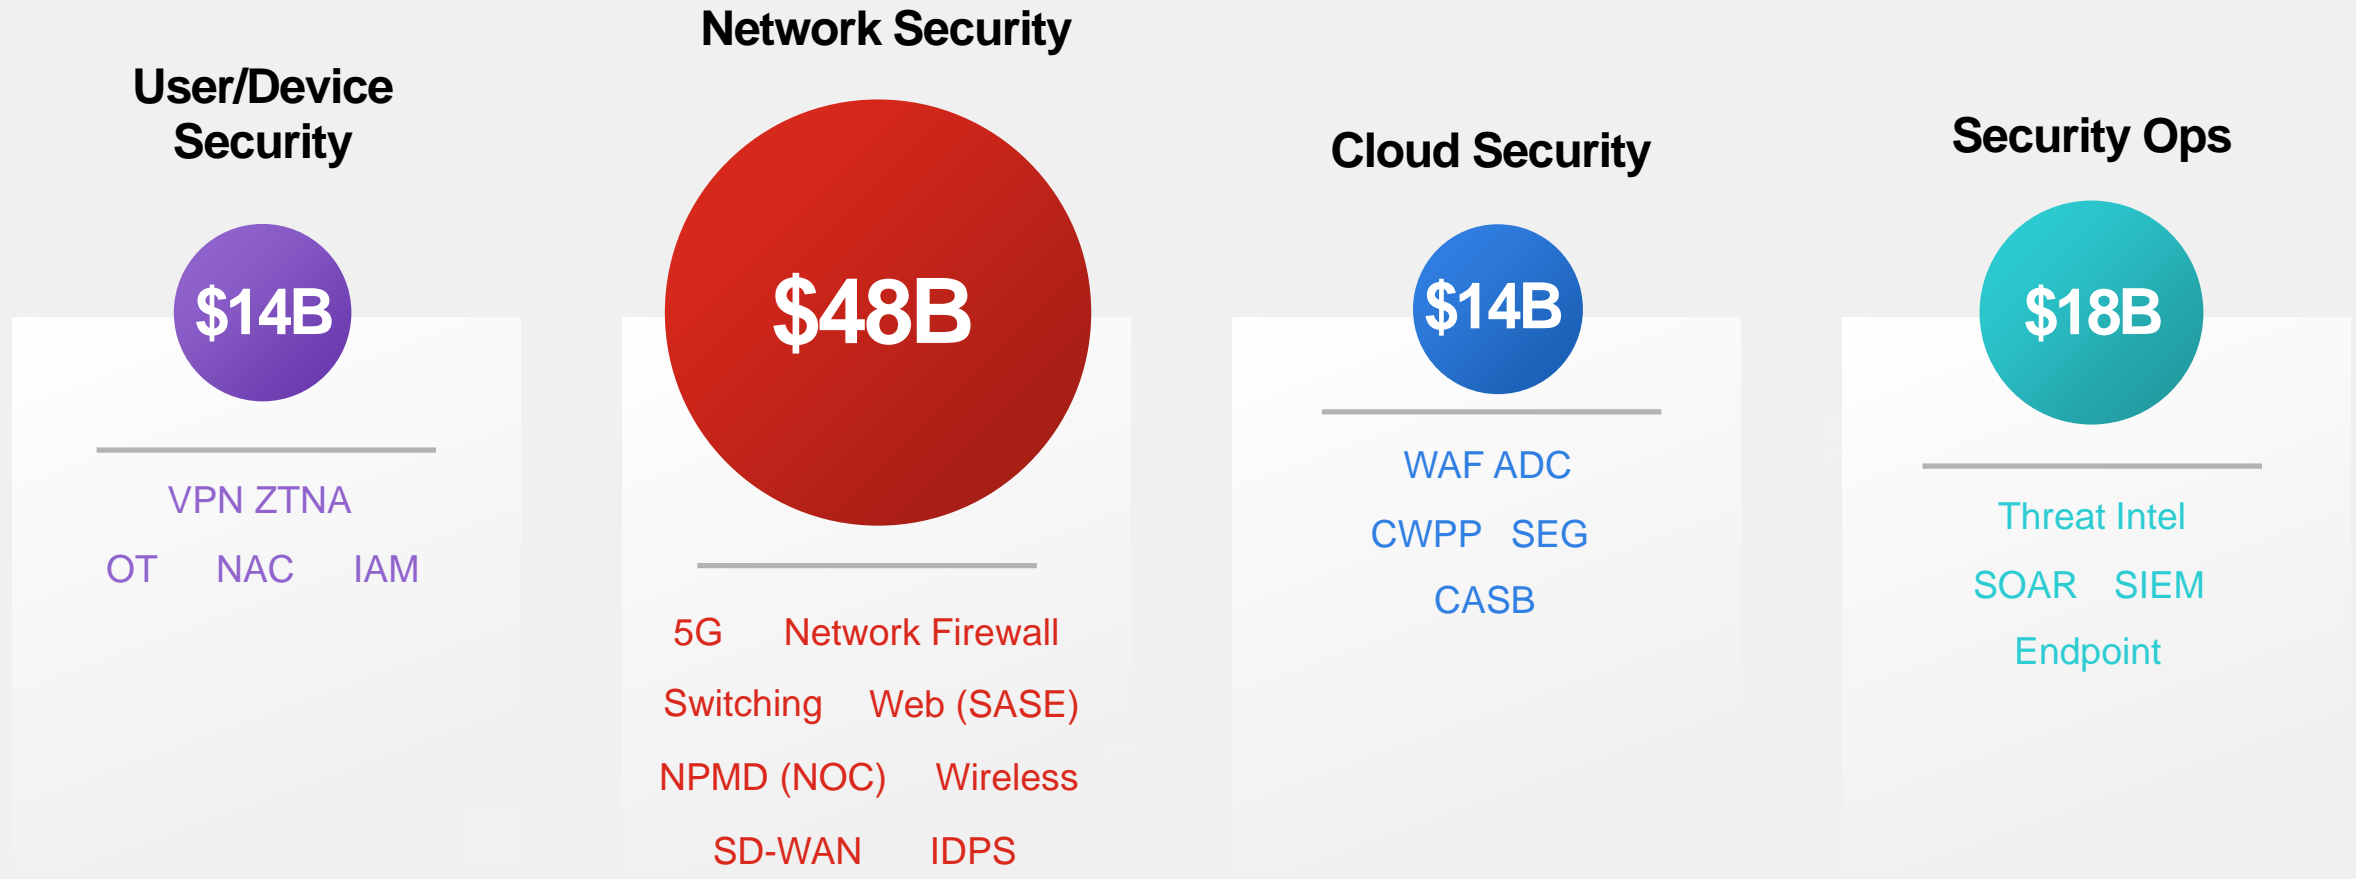 User/Device
Security
$14B
VPN ZTNA
OT NAC IAM
Network Security
$48B
5G Network Firewall
Switching Web (SASE)
NPMD (NOC) Wireless
SD-WAN IDPS
Cloud Security
$14B
WAF ADC
CWPP SEG
CASB
Security Ops
$18B
Threat Intel
SOAR SIEM
Endpoint